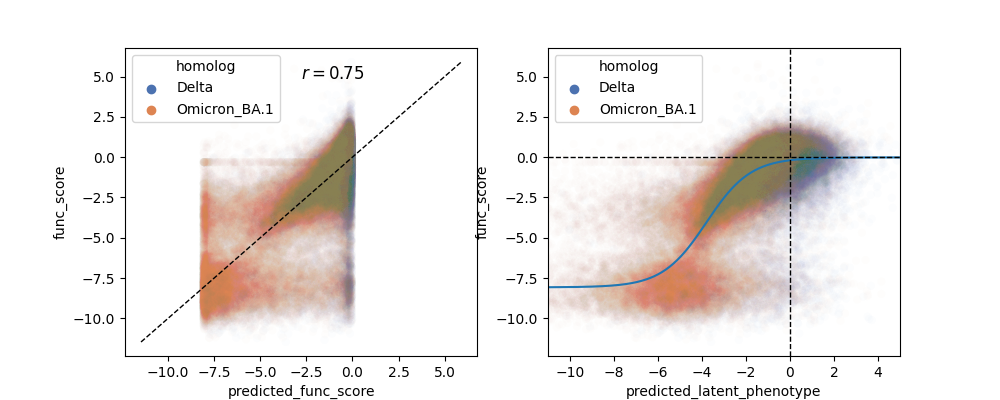 homolog
Delta
Omicron_BA.1
r = 0.75
func_score
5.0
2.5
0.0
−2.5
−5.0
−7.5
−10.0
−10.0 −7.5 −5.0 −2.5 0.0 2.5 5.0
predicted_func_score
homolog
Delta
Omicron_BA.1
func_score
5.0
2.5
0.0
−2.5
−5.0
−7.5
−10.0
−10 −8 −6 −4 −2 0 2 4
predicted_latent_phenotype